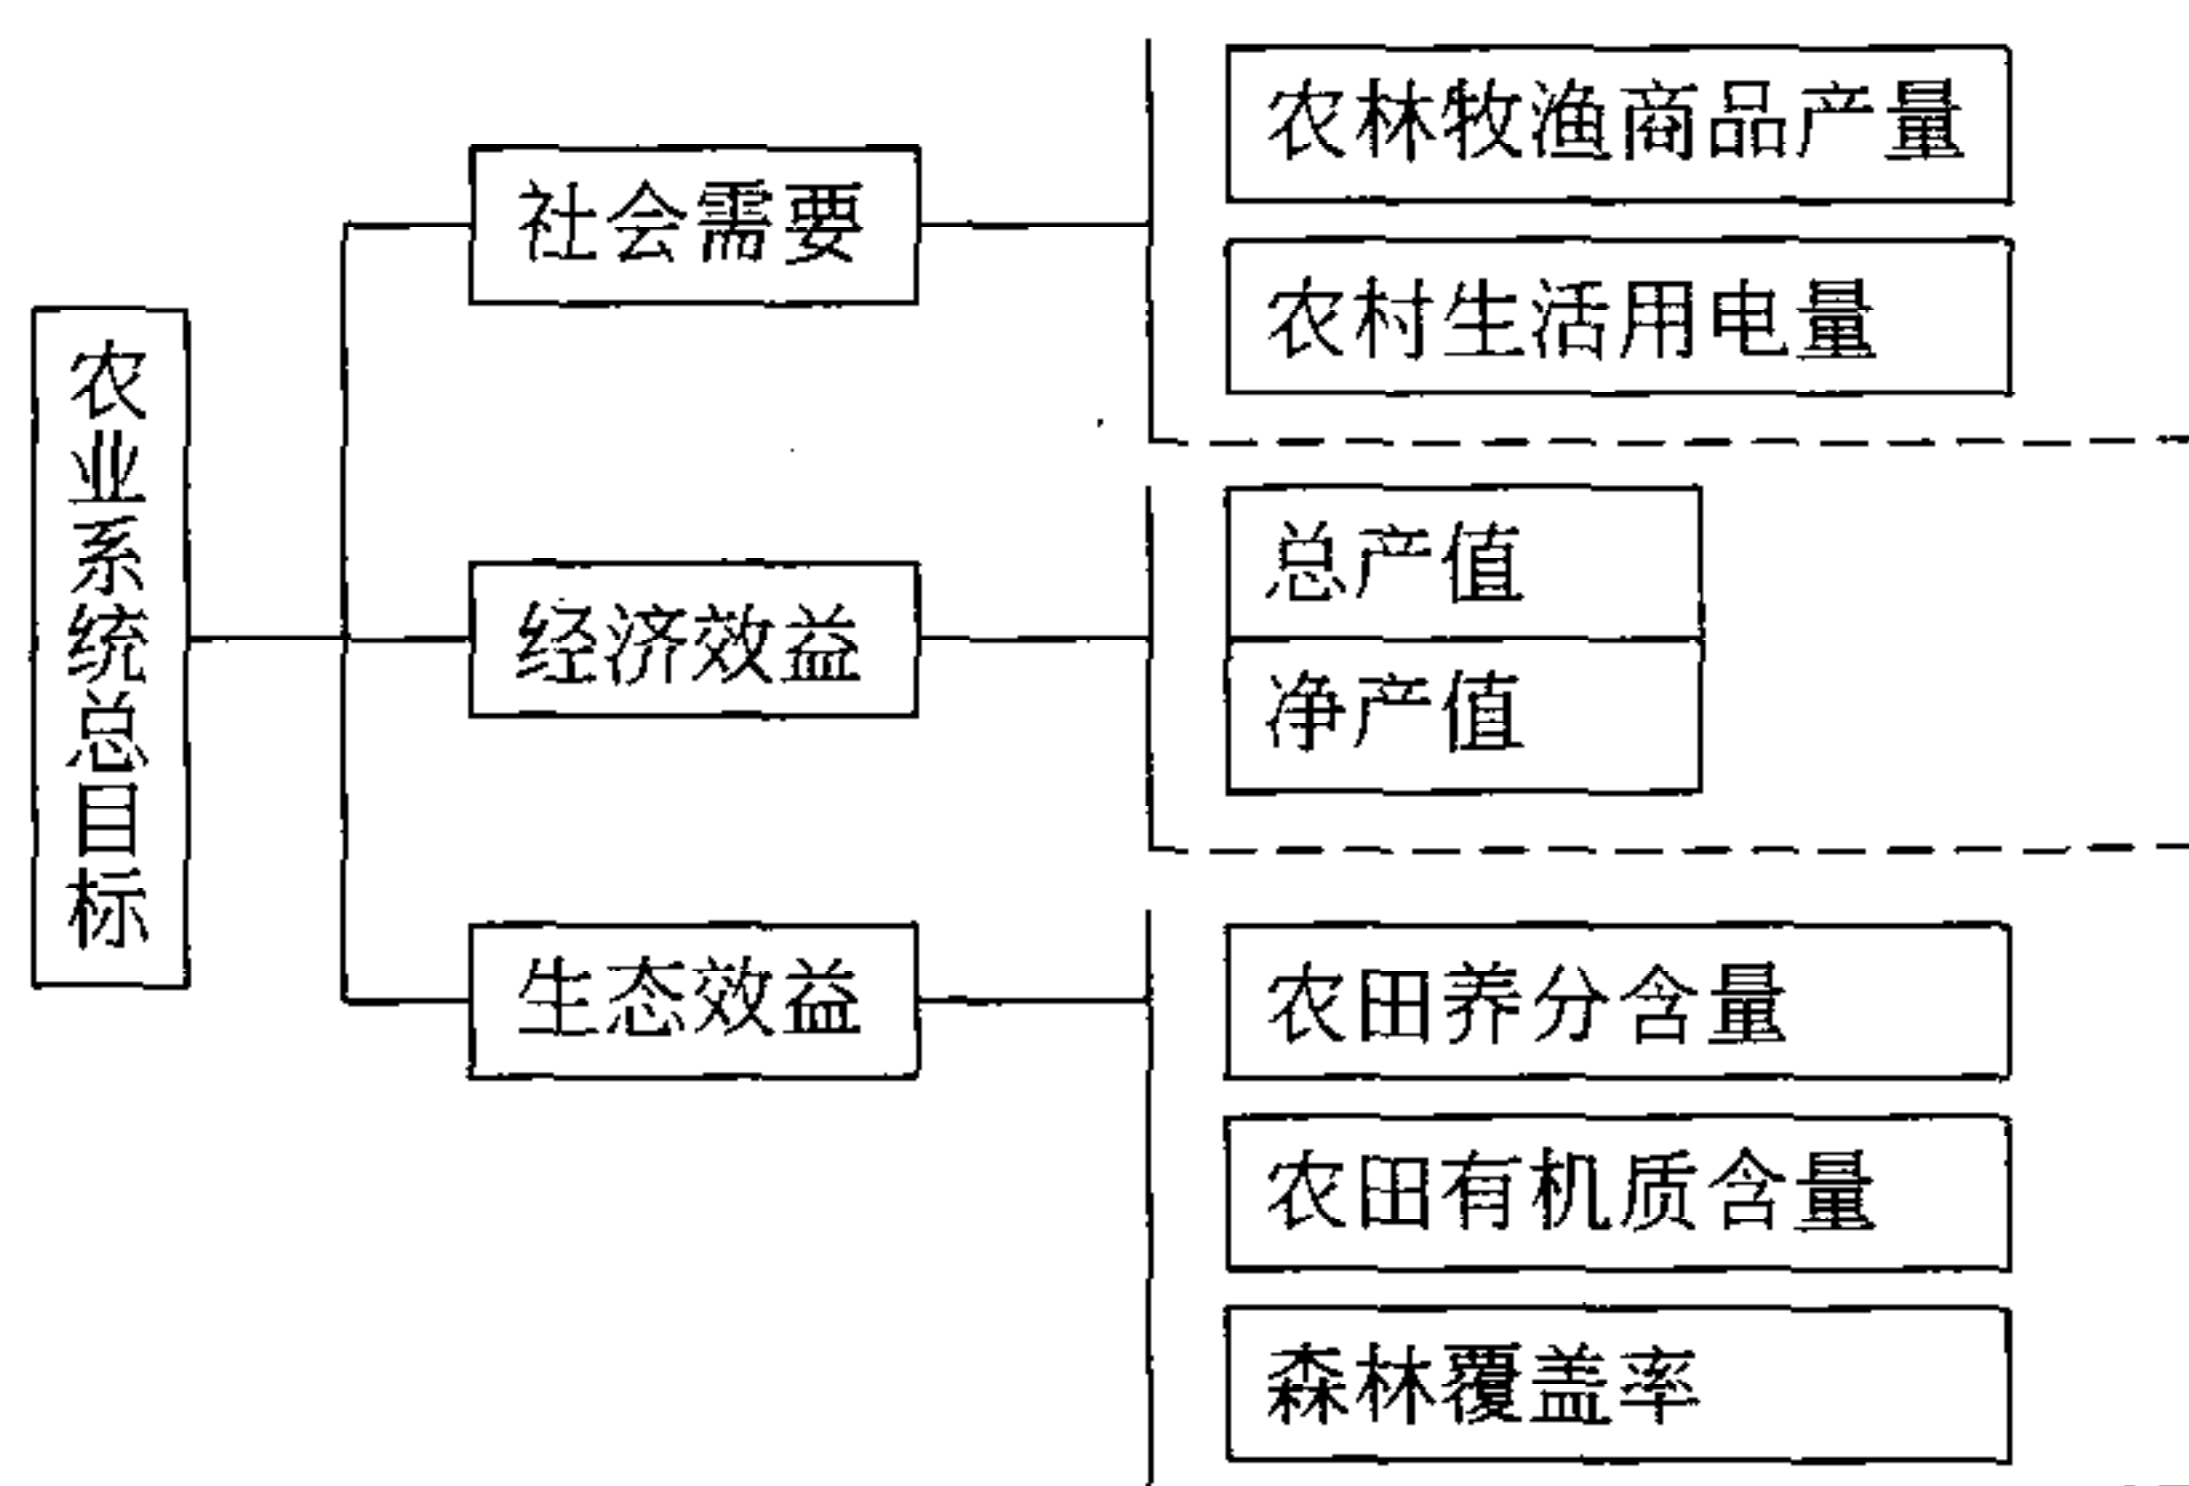 农业系统总目标
社会需要
农林牧渔商品产量
农村生活用电量
经济效益
总产值
净产值
生态效益
农田养分含量
农田有机质含量
森林覆盖率